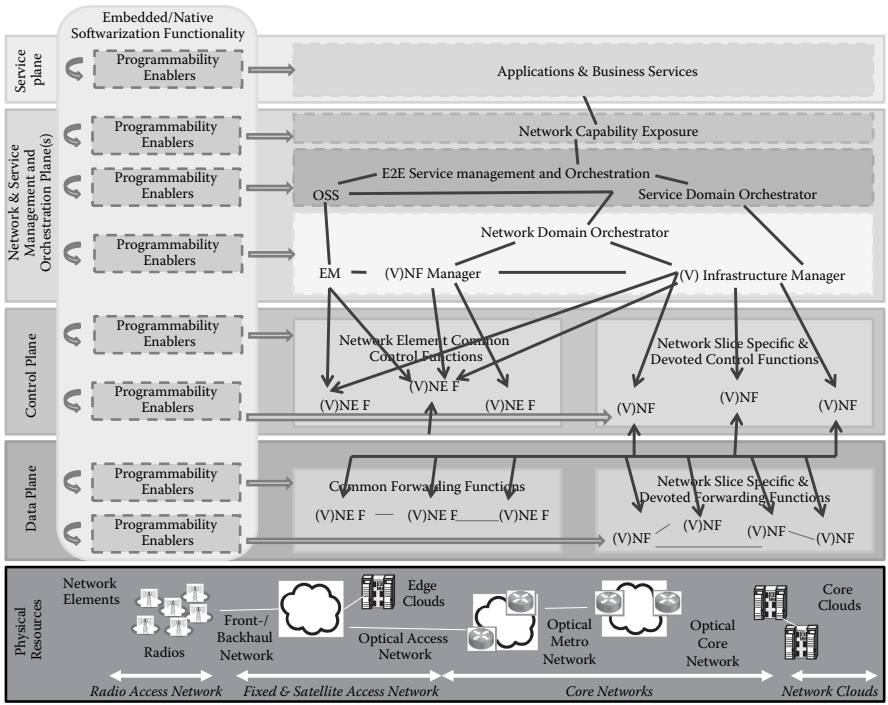 Embedded/Native
Softwarization Functionality
Service
plane
Programmability
Enablers
Applications & Business Services
Network & Service
Management and
Orchestration Plane(s)
Programmability
Enablers
Network Capability Exposure
Programmability
Enablers
E2E Service management and Orchestration
OSS
Service Domain Orchestrator
Programmability
Enablers
Network Domain Orchestrator
EM
(V)NF Manager
(V) Infrastructure Manager
Control Plane
Programmability
Enablers
Network Element Common
Control Functions
Network Slice Specific &
Devoted Control Functions
Programmability
Enablers
(V)NE F
(V)NE F
(V)NE F
(V)NF
(V)NF
(V)NF
Data Plane
Programmability
Enablers
Common Forwarding Functions
Network Slice Specific &
Devoted Forwarding Functions
Programmability
Enablers
(V)NE F
(V)NE F
(V)NE F
(V)NF
(V)NF
(V)NF
(V)NF
Physical
Resources
Network
Elements
Radios
Front-/
Backhaul
Network
Edge
Clouds
Optical Access
Network
Optical
Metro
Network
Optical
Core
Network
Core
Clouds
Radio Access Network
Fixed & Satellite Access Network
Core Networks
Network Clouds